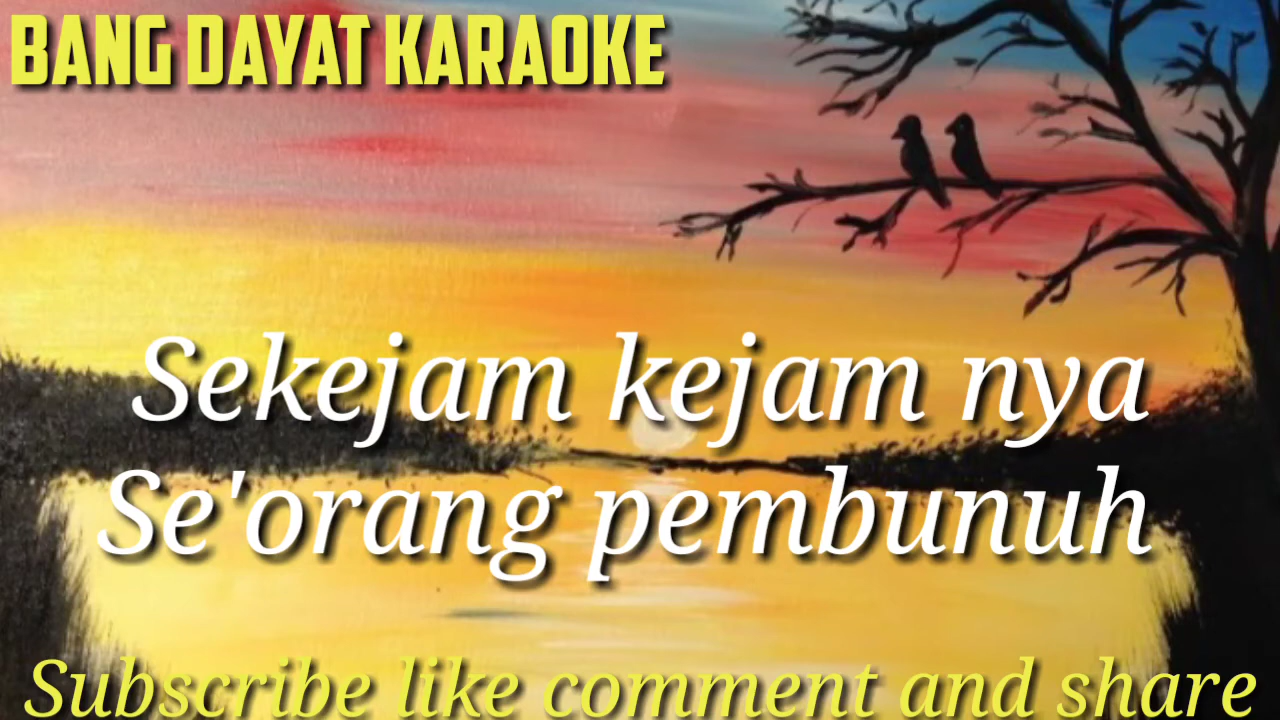 BANG DAYAT KARAOKE
Sekejam kejam nya
Se'orang pembunuh
Subscribe like comment and share